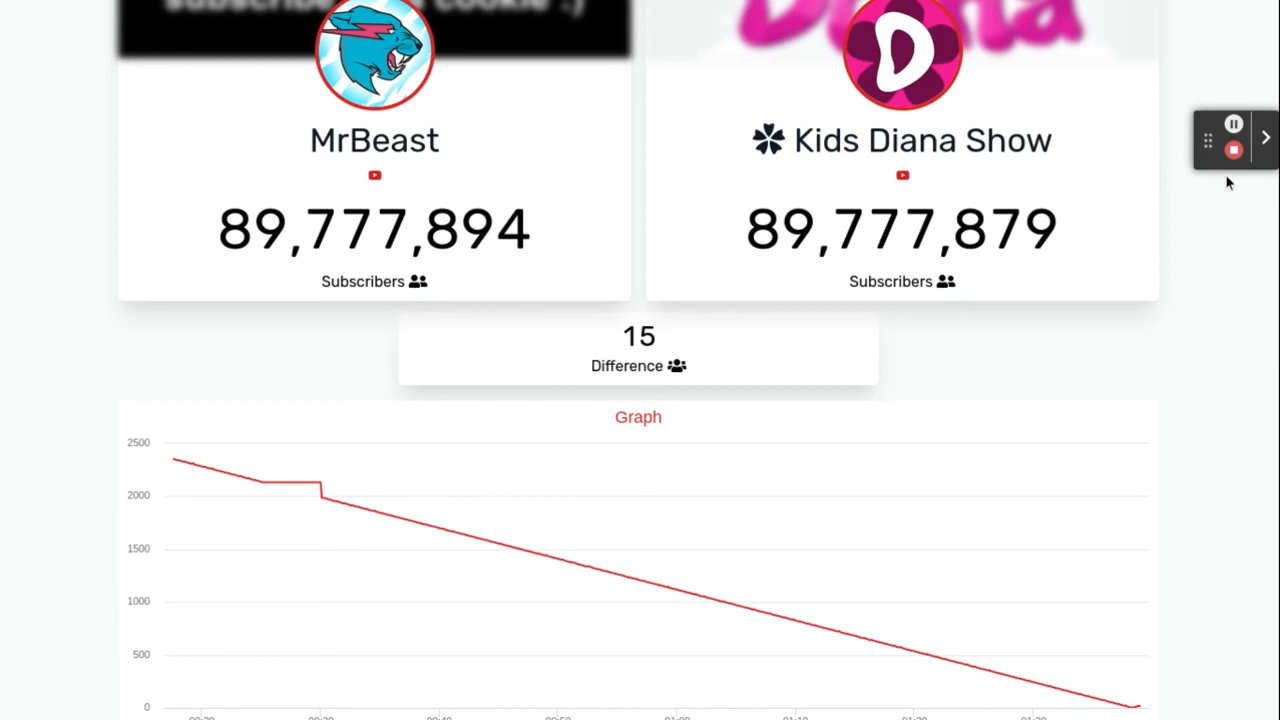 MrBeast
Kids Diana Show
89,777,894
89,777,879
Subscribers
Subscribers
15
Difference
Graph
2500
2000
1500
1000
500
0